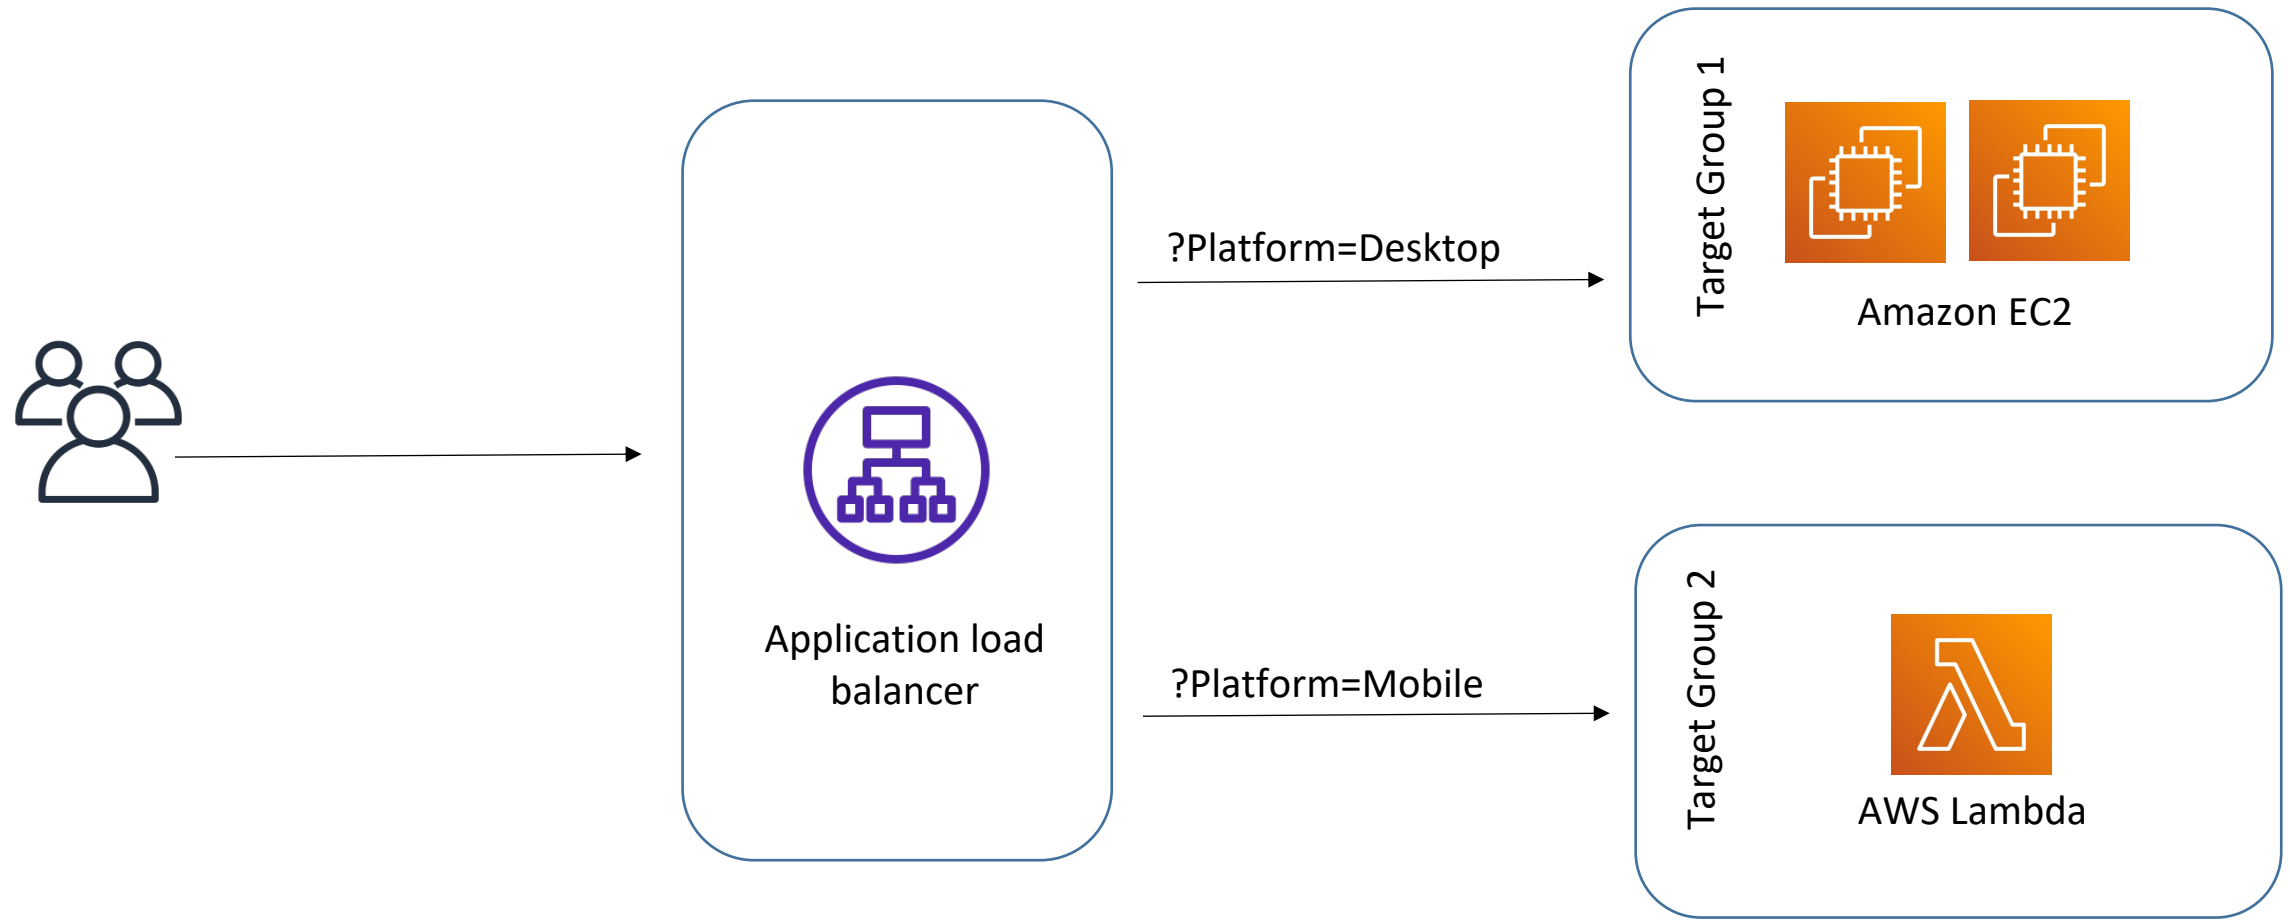 Application load
balancer
?Platform=Desktop
Target Group 1
Amazon EC2
?Platform=Mobile
Target Group 2
AWS Lambda